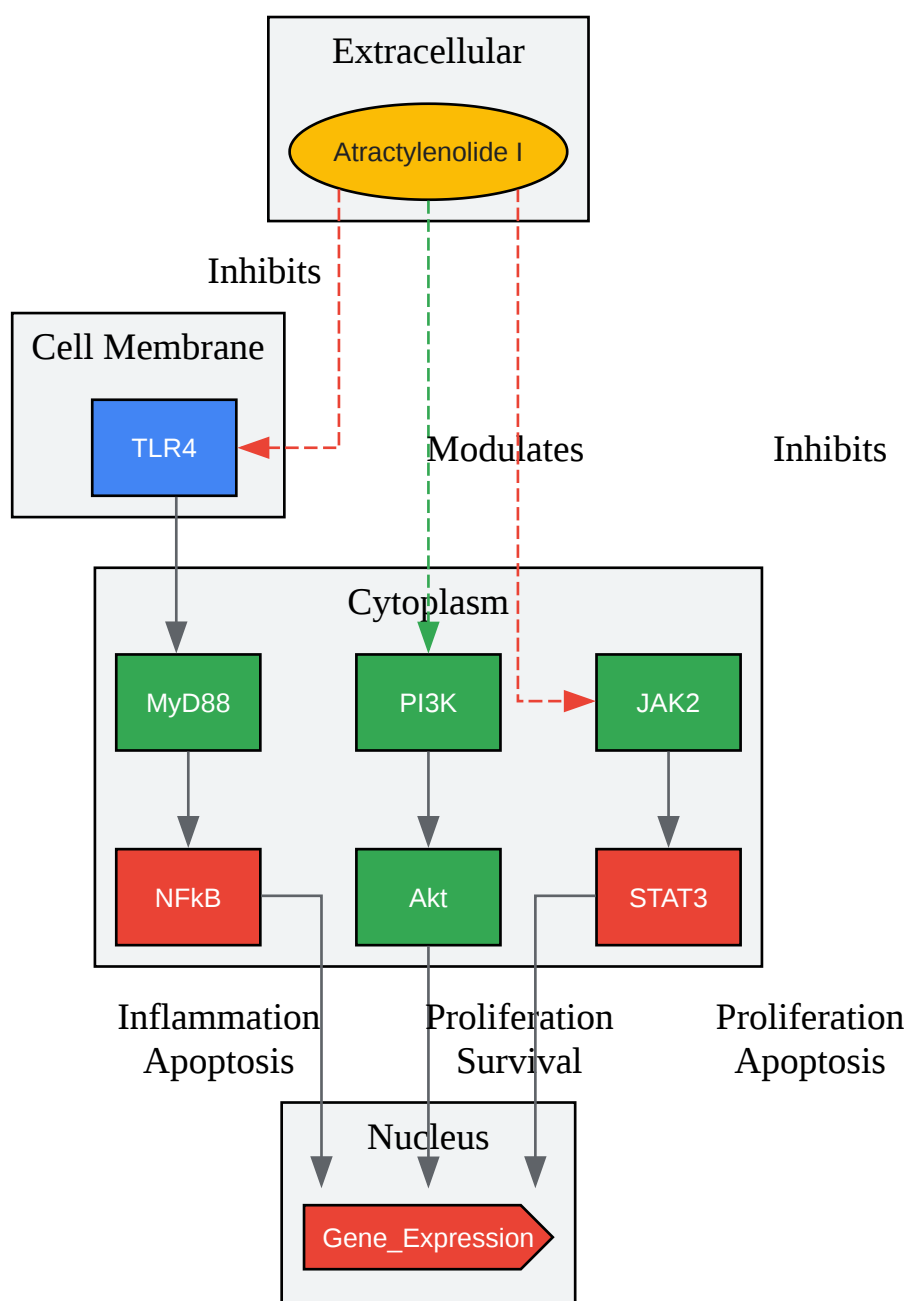 Extracellular
Atractylenolide I
Inhibits
Cell Membrane
TLR4
Modulates
Inhibits
Cytoplasm
MyD88
PI3K
JAK2
NFkB
Akt
STAT3
Inflammation
Apoptosis
Proliferation
Survival
Proliferation
Apoptosis
Nucleus
Gene_Expression